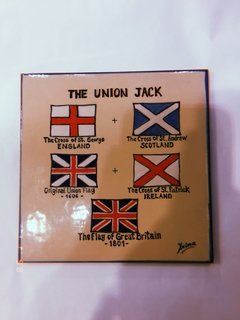 THE UNION JACK
+
The Cross of St. George
ENGLAND
The Cross of St. Andrew
SCOTLAND
+
Original Union Flag
- 1606 -
The Cross of St. Patrick
IRELAND
The Flag of Great Britain
- 1801 -